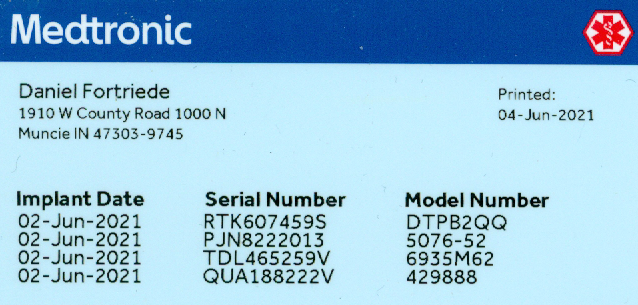 Medtronic
Daniel Fortriede
1910 W County Road 1000 N
Muncie IN 47303-9745
Printed:
04-Jun-2021
Implant Date Serial Number Model Number
02-Jun-2021 RTK607459S DTPB2QQ
02-Jun-2021 PJN8222013 5076-52
02-Jun-2021 TDL465259V 6935M62
02-Jun-2021 QUA188222V 429888